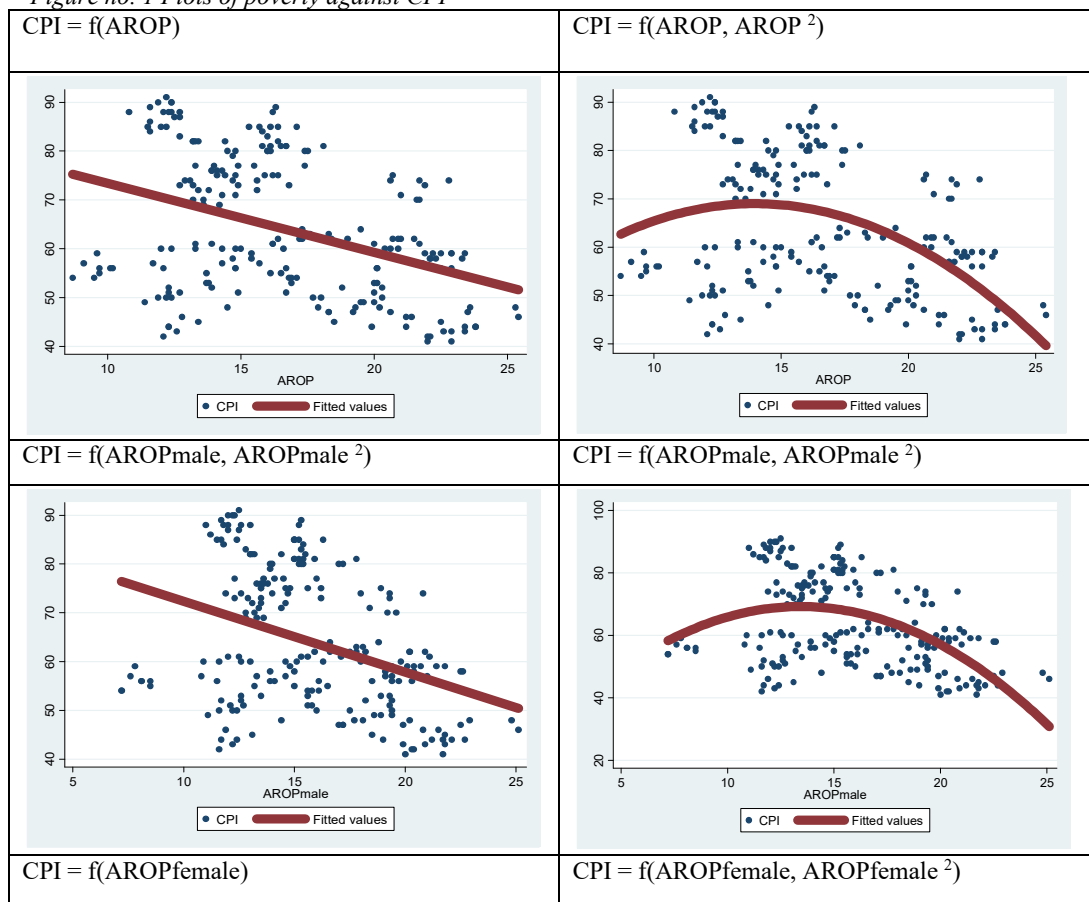 Figure no. 1 Plots of poverty against CPI
CPI = f(AROP)
CPI = f(AROP, AROP ²)
90
80
70
60
50
40
10
15
20
25
AROP
CPI
Fitted values
90
80
70
60
50
40
10
15
20
25
AROP
CPI
Fitted values
CPI = f(AROPmale, AROPmale ²)
CPI = f(AROPmale, AROPmale ²)
90
80
70
60
50
40
5
10
15
20
25
AROPmale
CPI
Fitted values
100
80
60
40
20
5
10
15
20
25
AROPmale
CPI
Fitted values
CPI = f(AROPfemale)
CPI = f(AROPfemale, AROPfemale ²)